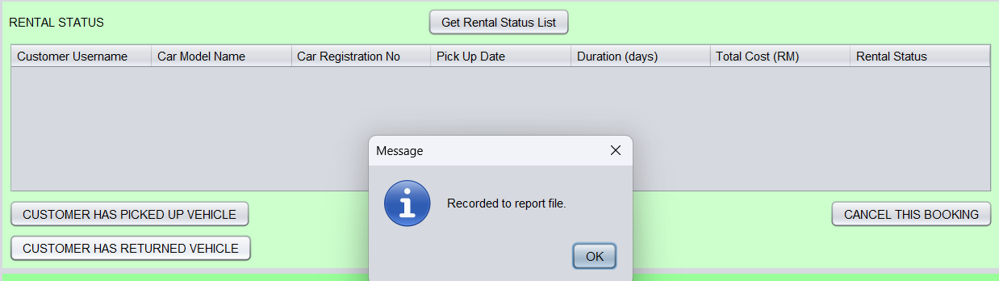 RENTAL STATUS
Get Rental Status List
Customer Username Car Model Name Car Registration No Pick Up Date Duration (days) Total Cost (RM) Rental Status
Message
Recorded to report file.
CUSTOMER HAS PICKED UP VEHICLE
CANCEL THIS BOOKING
CUSTOMER HAS RETURNED VEHICLE
OK